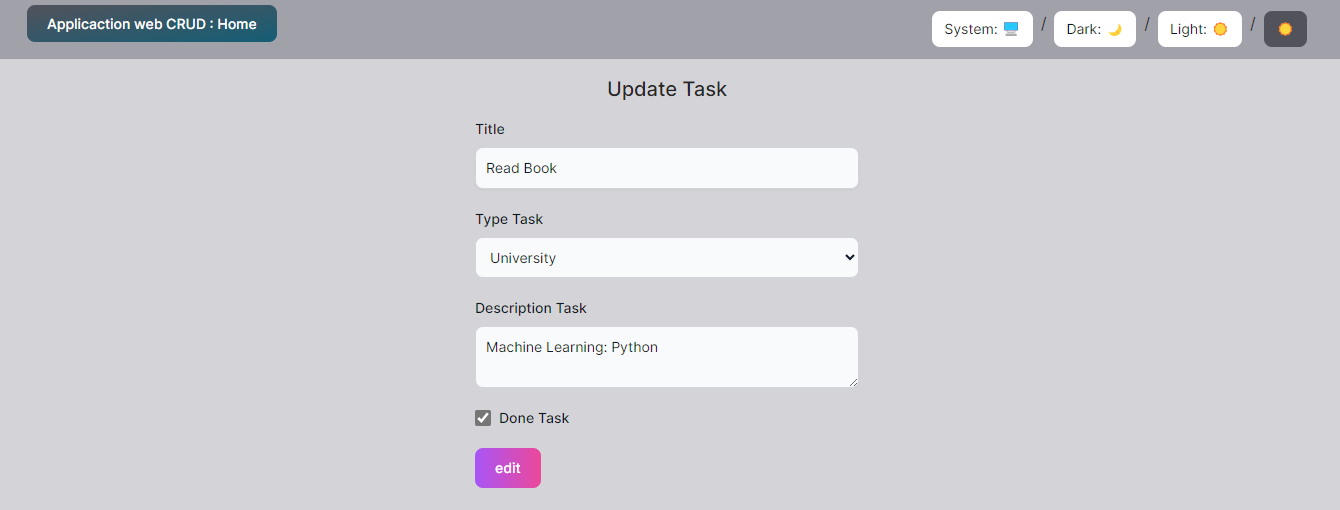 Applicaction web CRUD : Home
System: 🖥️ / Dark: 🌙 / Light: ☀️ / ☀️
Update Task
Title
Read Book
Type Task
University
Description Task
Machine Learning: Python
Done Task
edit